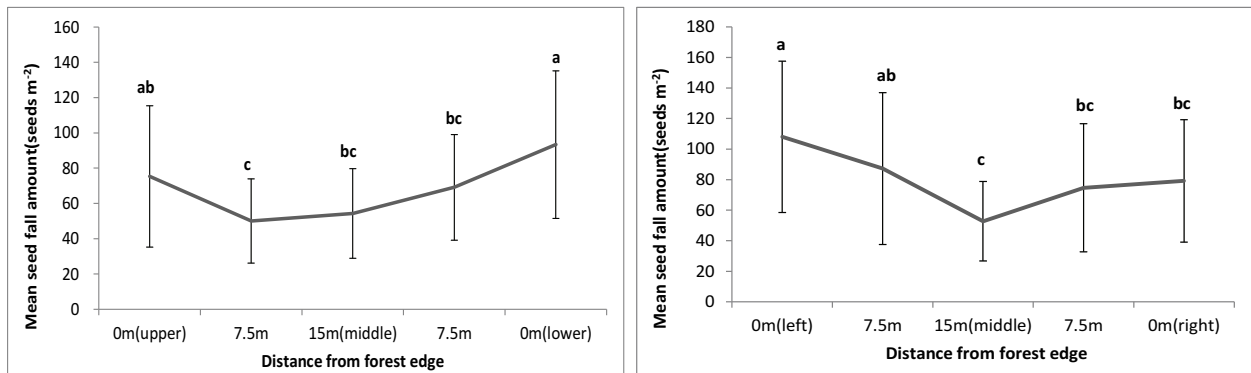 Mean seed fall amount(seeds m⁻²)
160
140
120
100
80
60
40
20
0
ab
c
bc
bc
a
0m(upper) 7.5m 15m(middle) 7.5m 0m(lower)
Distance from forest edge
Mean seed fall amount(seeds m⁻²)
180
160
140
120
100
80
60
40
20
0
a
ab
c
bc
bc
0m(left) 7.5m 15m(middle) 7.5m 0m(right)
Distance from forest edge